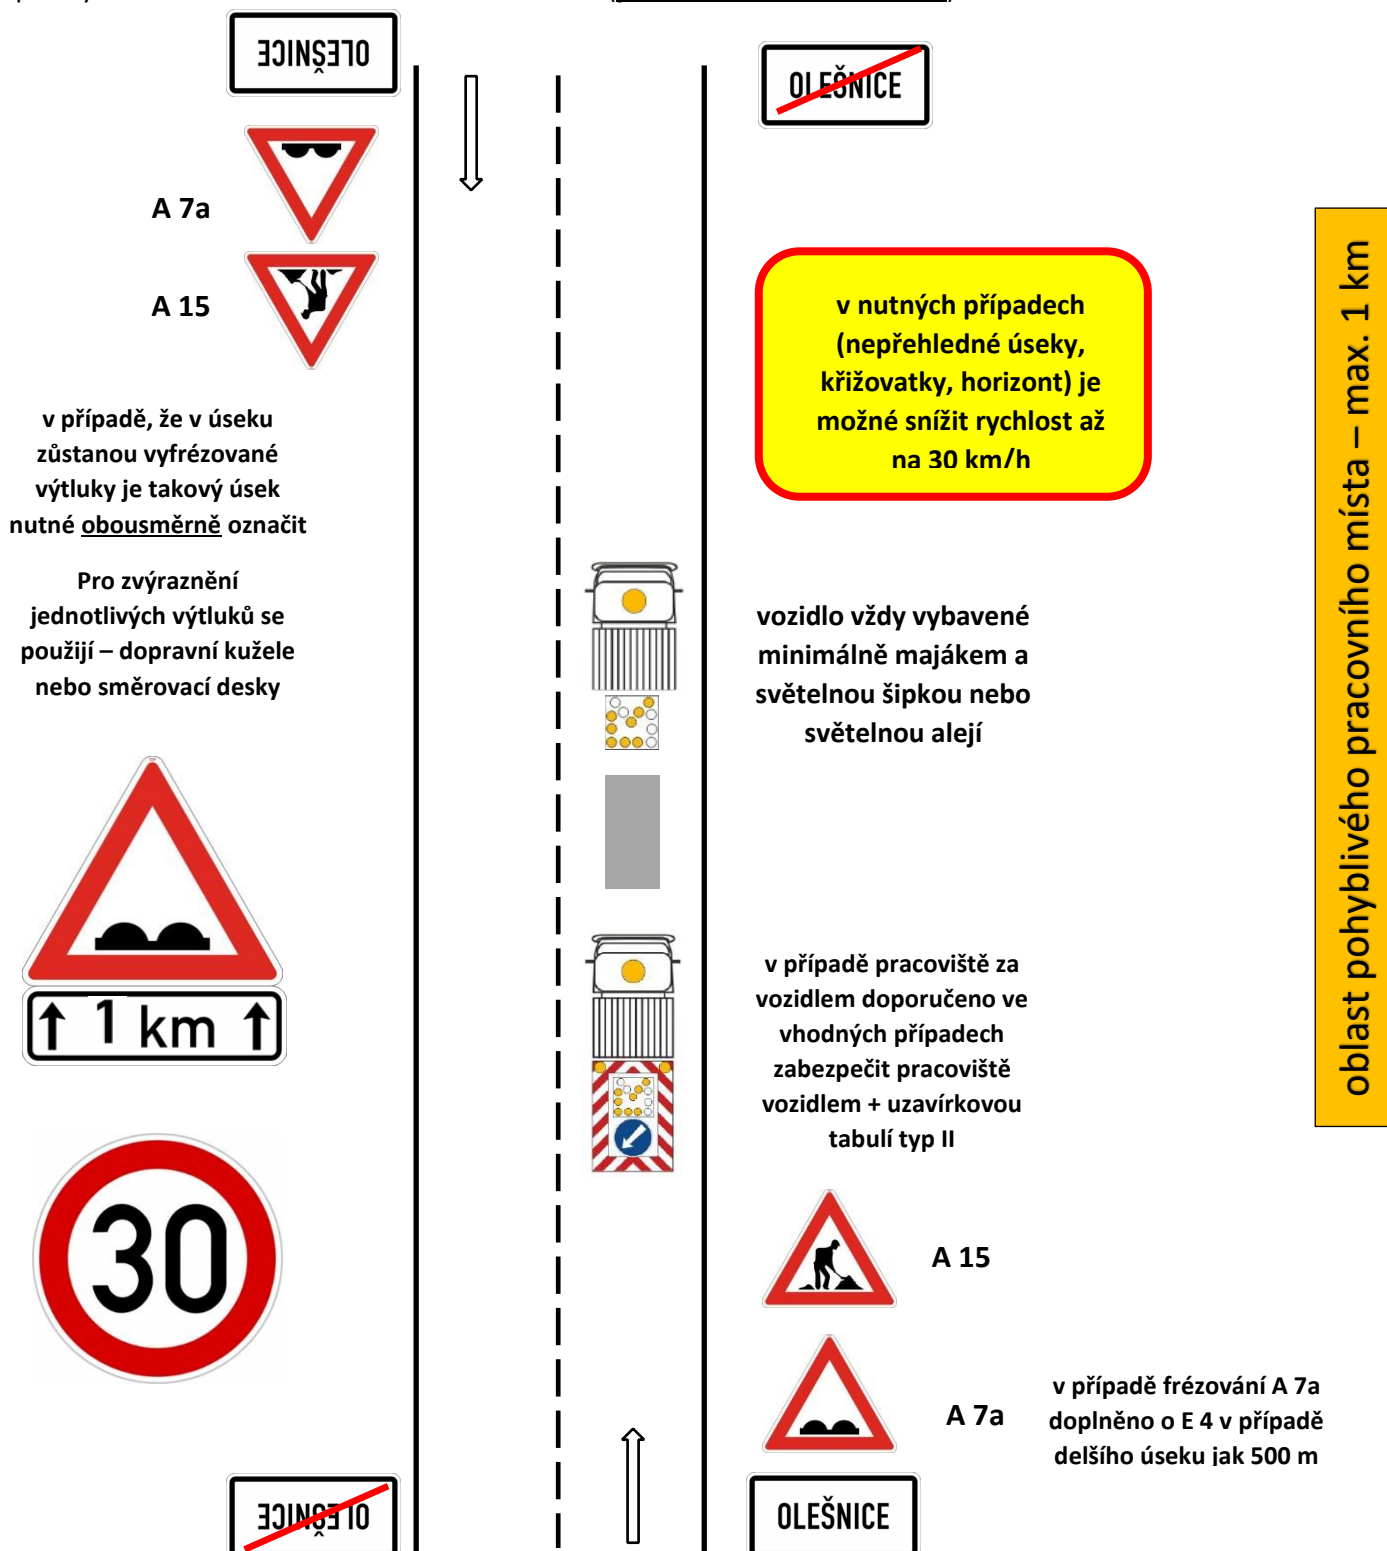 OLEŠNICE
OLEŠNICE
A 7a
A 15
v nutných případech
(nepřehledné úseky,
křižovatky, horizont) je
možné snížit rychlost až
na 30 km/h
v případě, že v úseku
zůstanou vyfrézované
výtluky je takový úsek
nutné obousměrně označit
Pro zvýraznění
jednotlivých výtluků se
použijí – dopravní kužele
nebo směrovací desky
vozidlo vždy vybavené
minimálně majákem a
světelnou šipkou nebo
světelnou alejí
oblast pohyblivého pracovního místa – max. 1 km
1 km
v případě pracoviště za
vozidlem doporučeno ve
vhodných případech
zabezpečit pracoviště
vozidlem + uzavírkovou
tabulí typ II
30
A 15
A 7a
v případě frézování A 7a
doplněno o E 4 v případě
delšího úseku jak 500 m
OLEŠNICE
OLEŠNICE